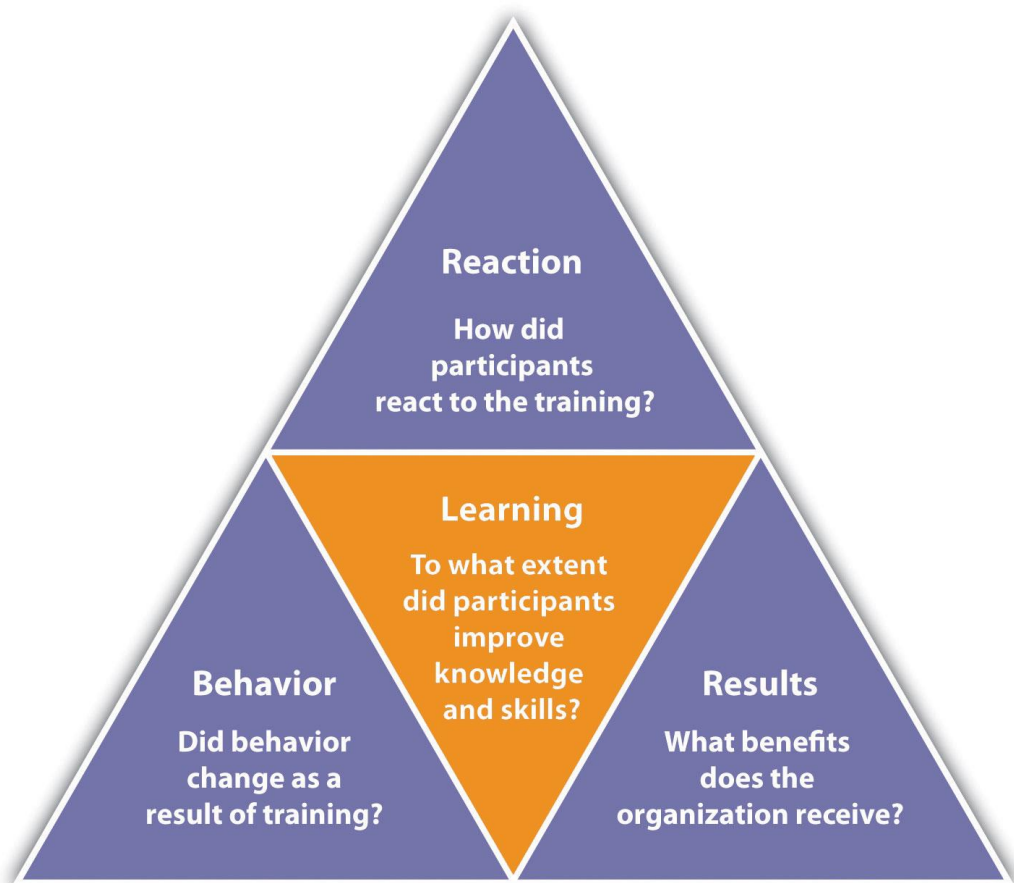 Reaction
How did
participants
react to the training?
Learning
To what extent
did participants
improve
knowledge
and skills?
Behavior
Did behavior
change as a
result of training?
Results
What benefits
does the
organization receive?